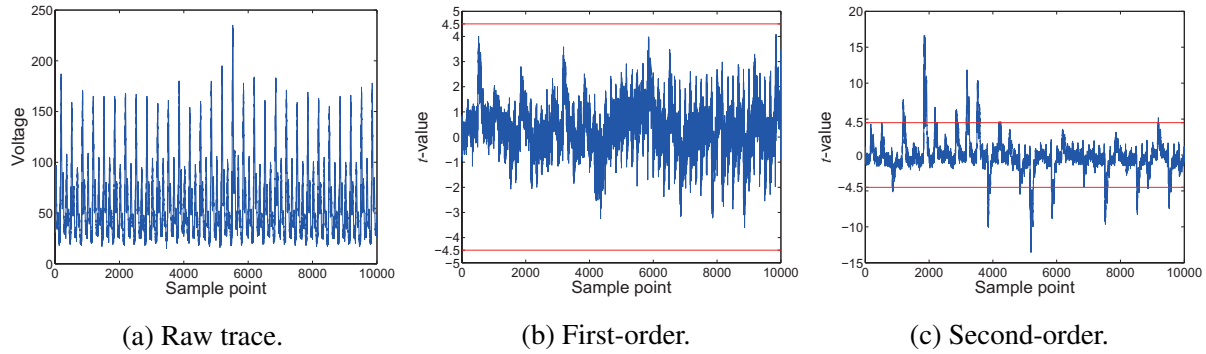 250
200
150
100
50
0
Voltage
0 2000 4000 6000 8000 10000
Sample point
(a) Raw trace.
5
4.5
4
3
2
1
0
−1
−2
3
4
−4.5
5
t-value
0 2000 4000 6000 8000 10000
Sample point
(b) First-order.
20
15
10
4.5
0
−4.5
−10
−15
t-value
0 2000 4000 6000 8000 10000
Sample point
(c) Second-order.